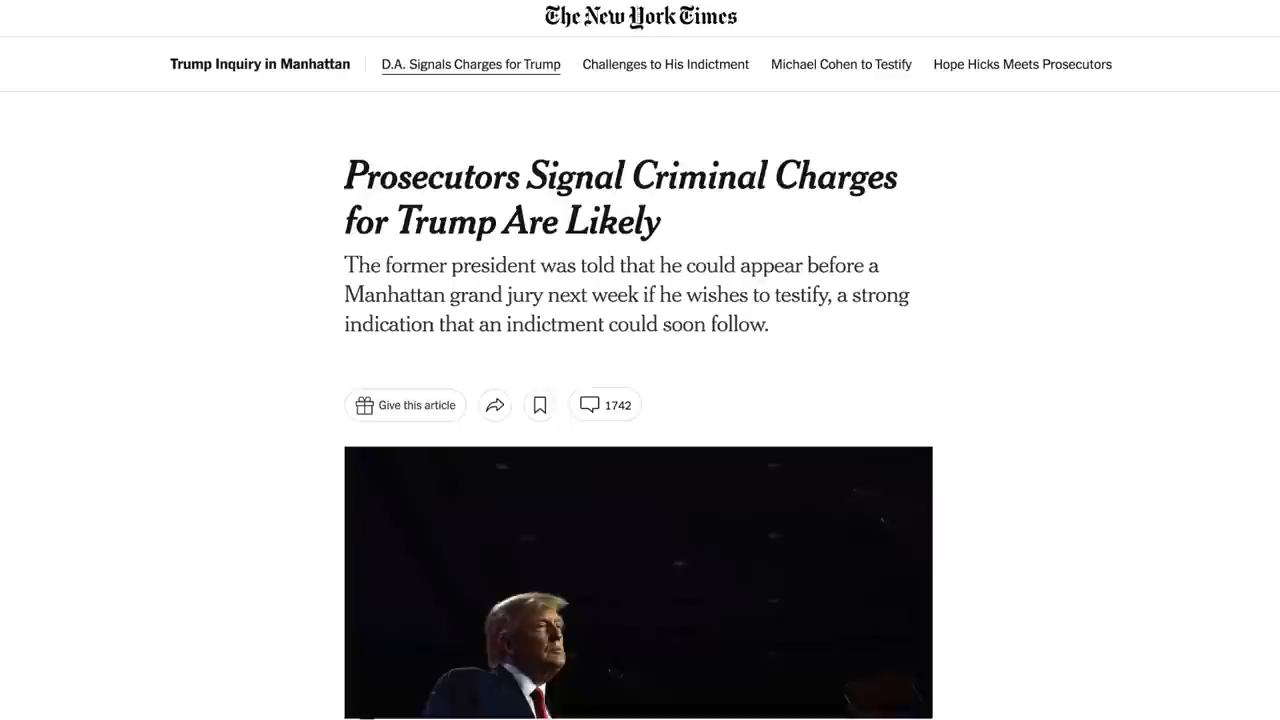 The New York Times
Trump Inquiry in Manhattan D.A. Signals Charges for Trump Challenges to His Indictment Michael Cohen to Testify Hope Hicks Meets Prosecutors
Prosecutors Signal Criminal Charges
for Trump Are Likely
The former president was told that he could appear before a
Manhattan grand jury next week if he wishes to testify, a strong
indication that an indictment could soon follow.
Give this article 1742